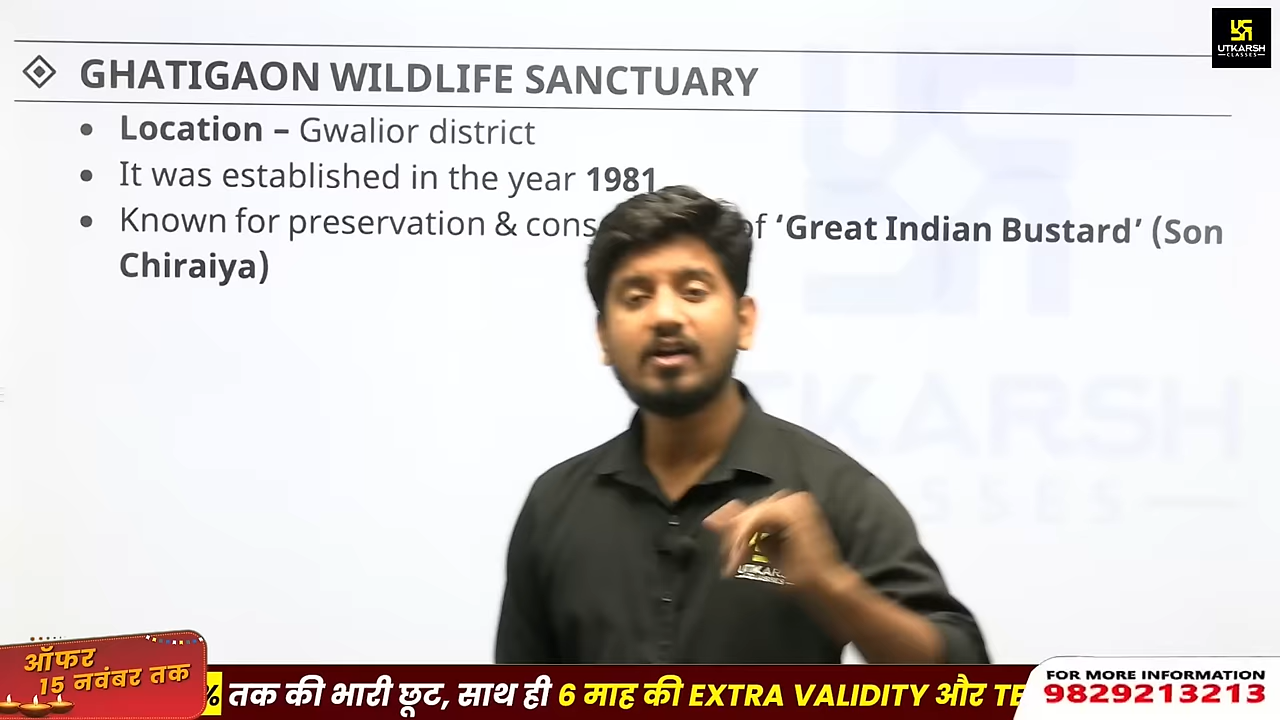 UTKARSH
CLASSES
GHATIGAON WILDLIFE SANCTUARY
• Location – Gwalior district
• It was established in the year 1981
• Known for preservation & cons of ‘Great Indian Bustard’ (Son
Chiraiya)
UTKARSH
CLASSES
ऑफर
15 नवंबर तक
% तक की भारी छूट, साथ ही 6 माह की EXTRA VALIDITY और TE
FOR MORE INFORMATION
9829213213